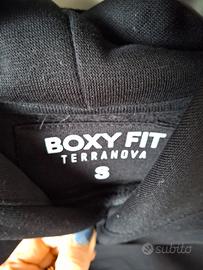 BOXY FIT
TERRANOVA
S
subito